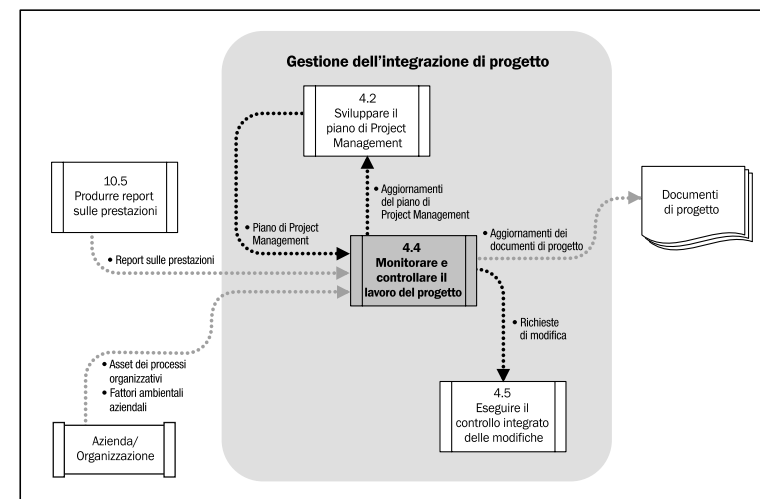 Gestione dell'integrazione di progetto
4.2
Sviluppare il
piano di Project
Management
10.5
Produrre report
sulle prestazioni
• Aggiornamenti
del piano di
Project Management
Documenti
di progetto
• Piano di Project
Management
• Aggiornamenti dei
documenti di progetto
4.4
Monitorare e
controllare il
lavoro del progetto
• Report sulle prestazioni
• Richieste
di modifica
• Asset dei processi
organizzativi
• Fattori ambientali
aziendali
4.5
Eseguire il
controllo integrato
delle modifiche
Azienda/
Organizzazione